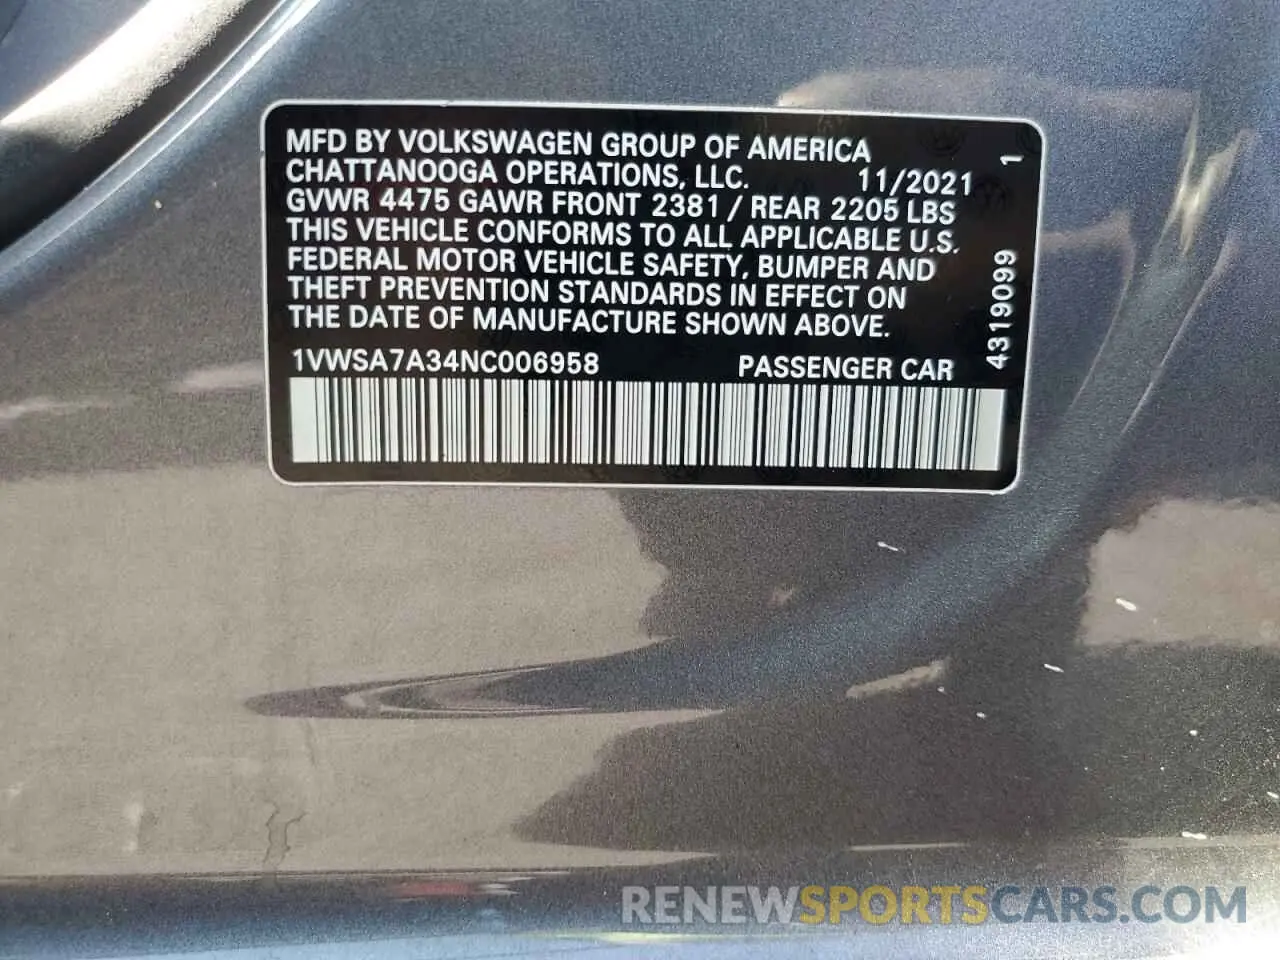 MFD BY VOLKSWAGEN GROUP OF AMERICA
CHATTANOOGA OPERATIONS, LLC. 11/2021
GVWR 4475 GAWR FRONT 2381 / REAR 2205 LBS
THIS VEHICLE CONFORMS TO ALL APPLICABLE U.S.
FEDERAL MOTOR VEHICLE SAFETY, BUMPER AND
THEFT PREVENTION STANDARDS IN EFFECT ON
THE DATE OF MANUFACTURE SHOWN ABOVE.
1VWSA7A34NC006958 PASSENGER CAR
4319099 1
RENEWSPORTSCARS.COM